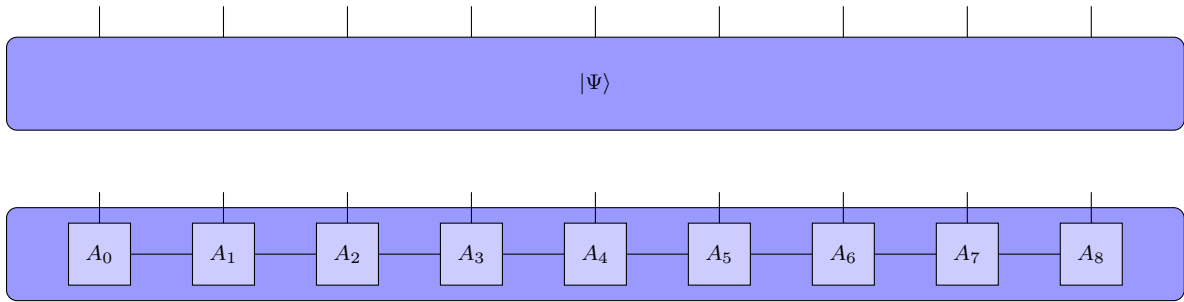 |Ψ⟩
A₀ A₁ A₂ A₃ A₄ A₅ A₆ A₇ A₈